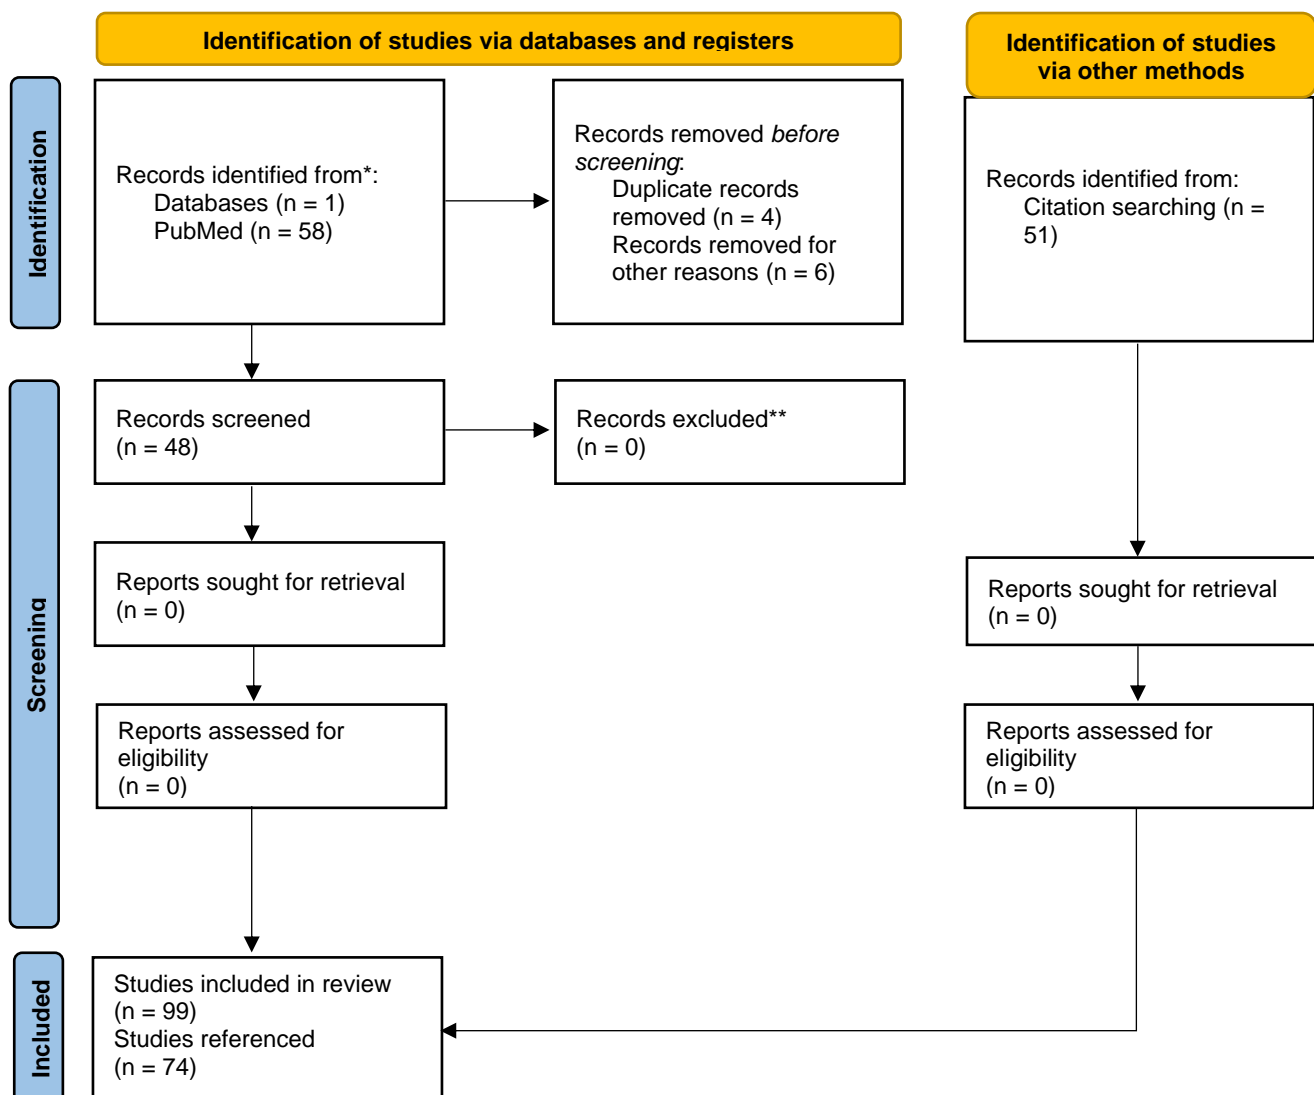 Identification of studies via databases and registers
Identification of studies
via other methods
Identification
Records identified from*:
Databases (n = 1)
PubMed (n = 58)
Records removed before
screening:
Duplicate records
removed (n = 4)
Records removed for
other reasons (n = 6)
Records identified from:
Citation searching (n =
51)
Screening
Records screened
(n = 48)
Records excluded**
(n = 0)
Reports sought for retrieval
(n = 0)
Reports sought for retrieval
(n = 0)
Reports assessed for
eligibility
(n = 0)
Reports assessed for
eligibility
(n = 0)
Included
Studies included in review
(n = 99)
Studies referenced
(n = 74)